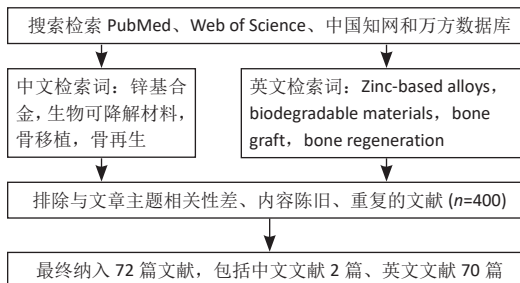 搜索检索 PubMed、Web of Science、中国知网和万方数据库
中文检索词：锌基合
金，生物可降解材料，
骨移植，骨再生
英文检索词：Zinc-based alloys，
biodegradable materials，bone
graft，bone regeneration
排除与文章主题相关性差、内容陈旧、重复的文献 (n=400)
最终纳入 72 篇文献，包括中文文献 2 篇、英文文献 70 篇